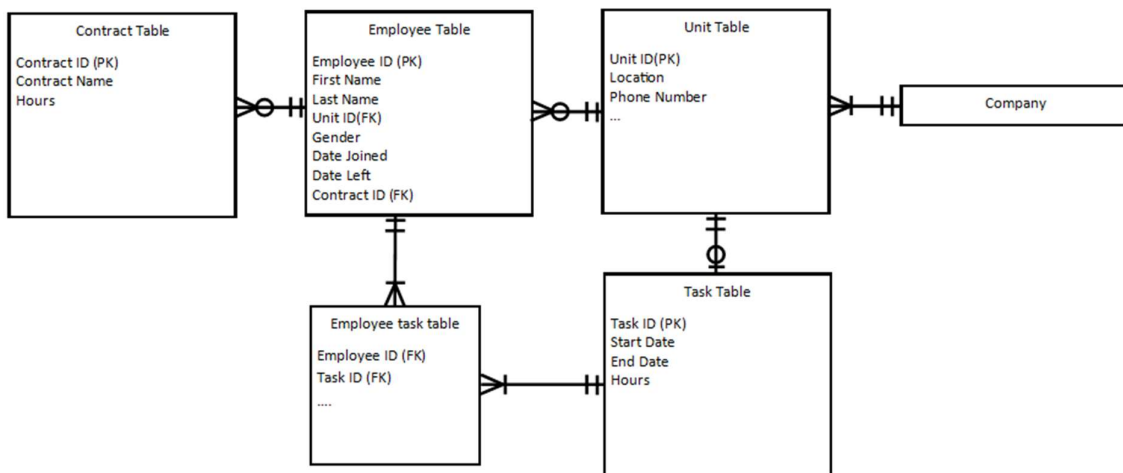 Contract Table
Contract ID (PK)
Contract Name
Hours
Employee Table
Employee ID (PK)
First Name
Last Name
Unit ID(FK)
Gender
Date Joined
Date Left
Contract ID (FK)
Unit Table
Unit ID(PK)
Location
Phone Number
...
Company
Employee task table
Employee ID (FK)
Task ID (FK)
....
Task Table
Task ID (PK)
Start Date
End Date
Hours